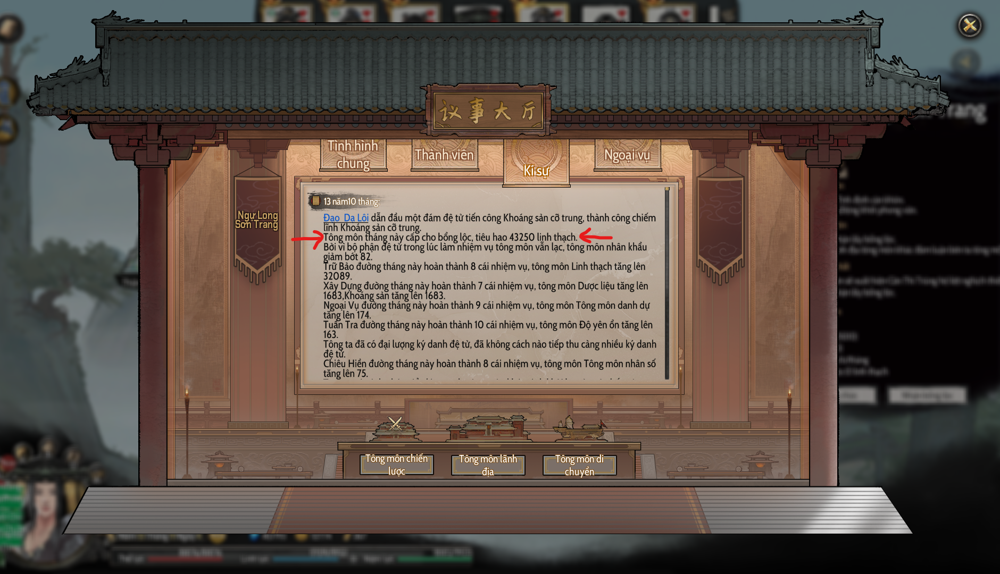 议事大厅
Tình hình
chung
Thành viên
Kí sự
Ngoại vụ
Ngự Long
Sơn Trang
13 năm10 tháng:
Đao Da Lôi dẫn đầu một đám đệ tử tiến công Khoáng sản cỡ trung, thành công chiếm
lĩnh Khoáng sản cỡ trung.
Tông môn tháng này cấp cho bổng lộc, tiêu hao 43250 linh thạch.
Bởi vì bộ phận đệ tử trong lúc làm nhiệm vụ tông môn vẫn lạc, tông môn nhân khẩu
giảm bớt 82.
Trữ Bảo đường tháng này hoàn thành 8 cái nhiệm vụ, tông môn Linh thạch tăng lên
32089.
Xây Dựng đường tháng này hoàn thành 7 cái nhiệm vụ, tông môn Dược liệu tăng lên
1683,Khoáng sản tăng lên 1683.
Ngoại Vụ đường tháng này hoàn thành 9 cái nhiệm vụ, tông môn Tông môn danh dự
tăng lên 174.
Tuần Tra đường tháng này hoàn thành 10 cái nhiệm vụ, tông môn Độ yên ổn tăng lên
163.
Tông ta đã có đại lượng ký danh đệ tử, đã không cách nào tiếp thu càng nhiều ký danh
đệ tử.
Chiêu Hiền đường tháng này hoàn thành 8 cái nhiệm vụ, tông môn Tông môn nhân số
tăng lên 75.
Tông môn chiến
lược
Tông môn lãnh
địa
Tông môn di
chuyển